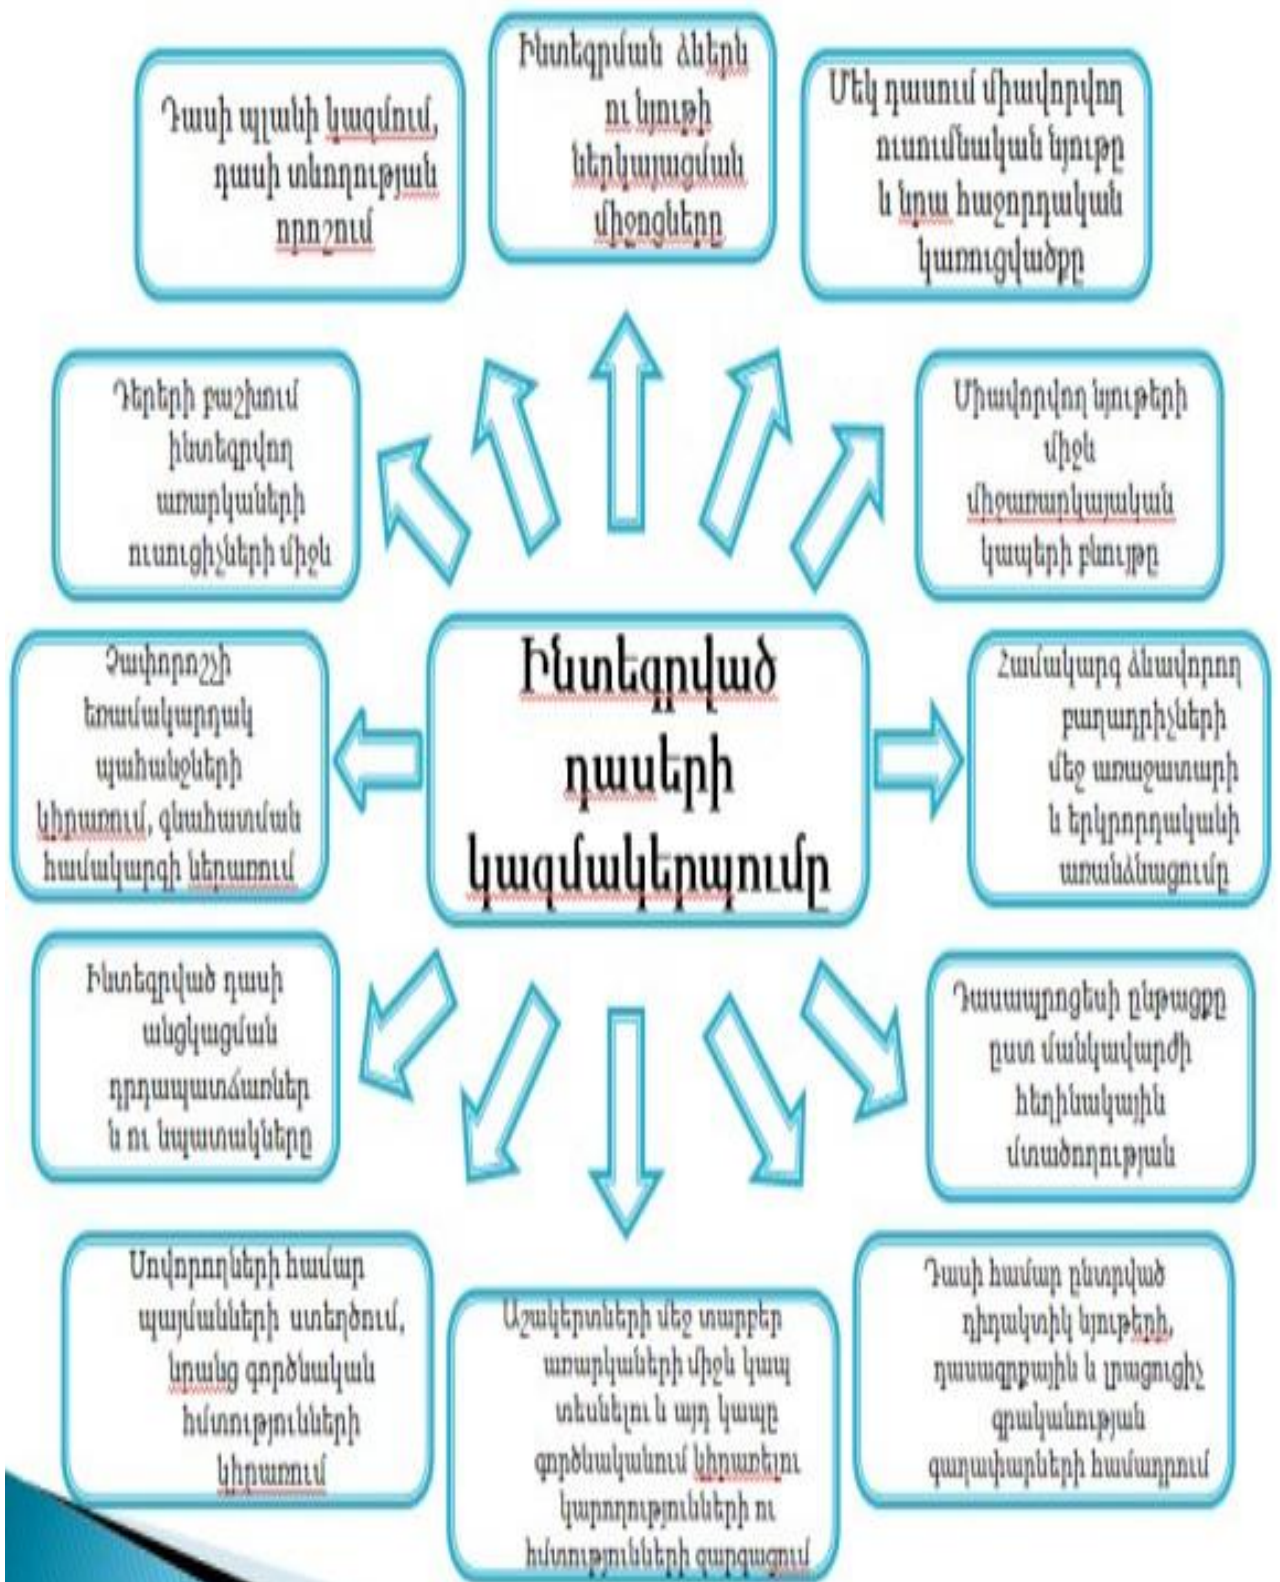 Դասի պլանի կազմում,
դասի տևողության
որոշում
Ինտեգրման ձևերն
ու նյութի
ներկայացման
միջոցները
Մեկ դասում միավորվող
ուսումնական նյութը
և նրա հաջորդական
կառուցվածքը
Դերերի բաշխում
ինտեգրվող
առարկաների
ուսուցիչների միջև
Միավորվող նյութերի
միջև
միջառարկայական
կապերի բնույթը
Չափորոշչի
եռամակարդակ
պահանջների
կիրառում, գնահատման
համակարգի ներառում
Ինտեգրված
դասերի
կազմակերպումը
Համակարգ ձևավորող
բաղադրիչների
մեջ առաջատարի
և երկրորդականի
առանձնացումը
Ինտեգրված դասի
անցկացման
դրդապատճառներ
ն ու նպատակները
Դասապրոցեսի ընթացքը
ըստ մանկավարժի
հեղինակային
մտածողության
Սովորողների համար
պայմանների ստեղծում,
նրանց գործնական
հմտությունների
կիրառում
Աշակերտների մեջ տարբեր
առարկաների միջև կապ
տեսնելու և այդ կապը
գործնականում կիրառելու
կարողությունների ու
հմտությունների զարգացում
Դասի համար ընտրված
դիդակտիկ նյութերի,
դասագրքային և լրացուցիչ
գրականության
գաղափարների համադրում